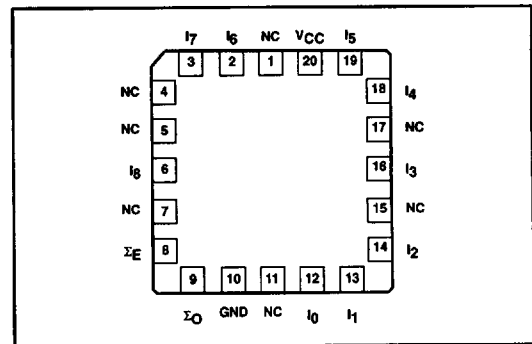 I7 I6 NC VCC I5
3 2 1 20 19
NC 4 18 I4
NC 5 17 NC
I8 6 16 I3
NC 7 15 NC
ΣE 8 14 I2
9 10 11 12 13
ΣO GND NC I0 I1